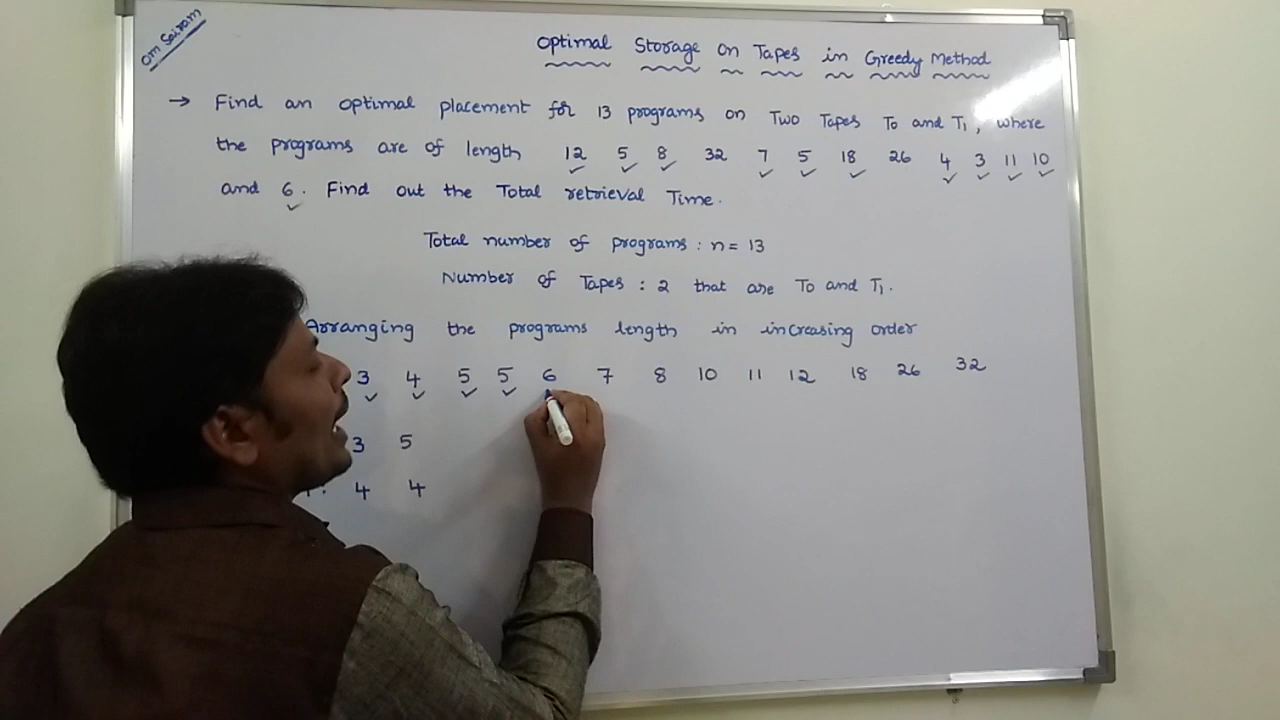 Om Sairam
Optimal Storage on Tapes in Greedy Method
→ Find an optimal placement for 13 programs on Two Tapes To and T1, where
the programs are of length 12 5 8 32 7 5 18 26 4 3 11 10
and 6. Find out the Total retrieval Time.
Total number of programs : n = 13
Number of Tapes : 2 that are To and T1.
Arranging the programs length in increasing order
3 4 5 5 6 7 8 10 11 12 18 26 32
3 5
4 4